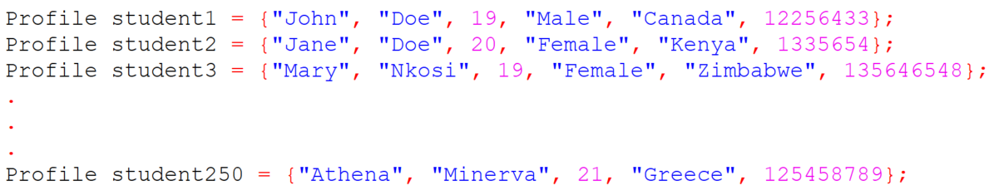 Profile student1 = {"John", "Doe", 19, "Male", "Canada", 12256433};
Profile student2 = {"Jane", "Doe", 20, "Female", "Kenya", 1335654};
Profile student3 = {"Mary", "Nkosi", 19, "Female", "Zimbabwe", 135646548};
.
.
.
Profile student250 = {"Athena", "Minerva", 21, "Greece", 125458789};